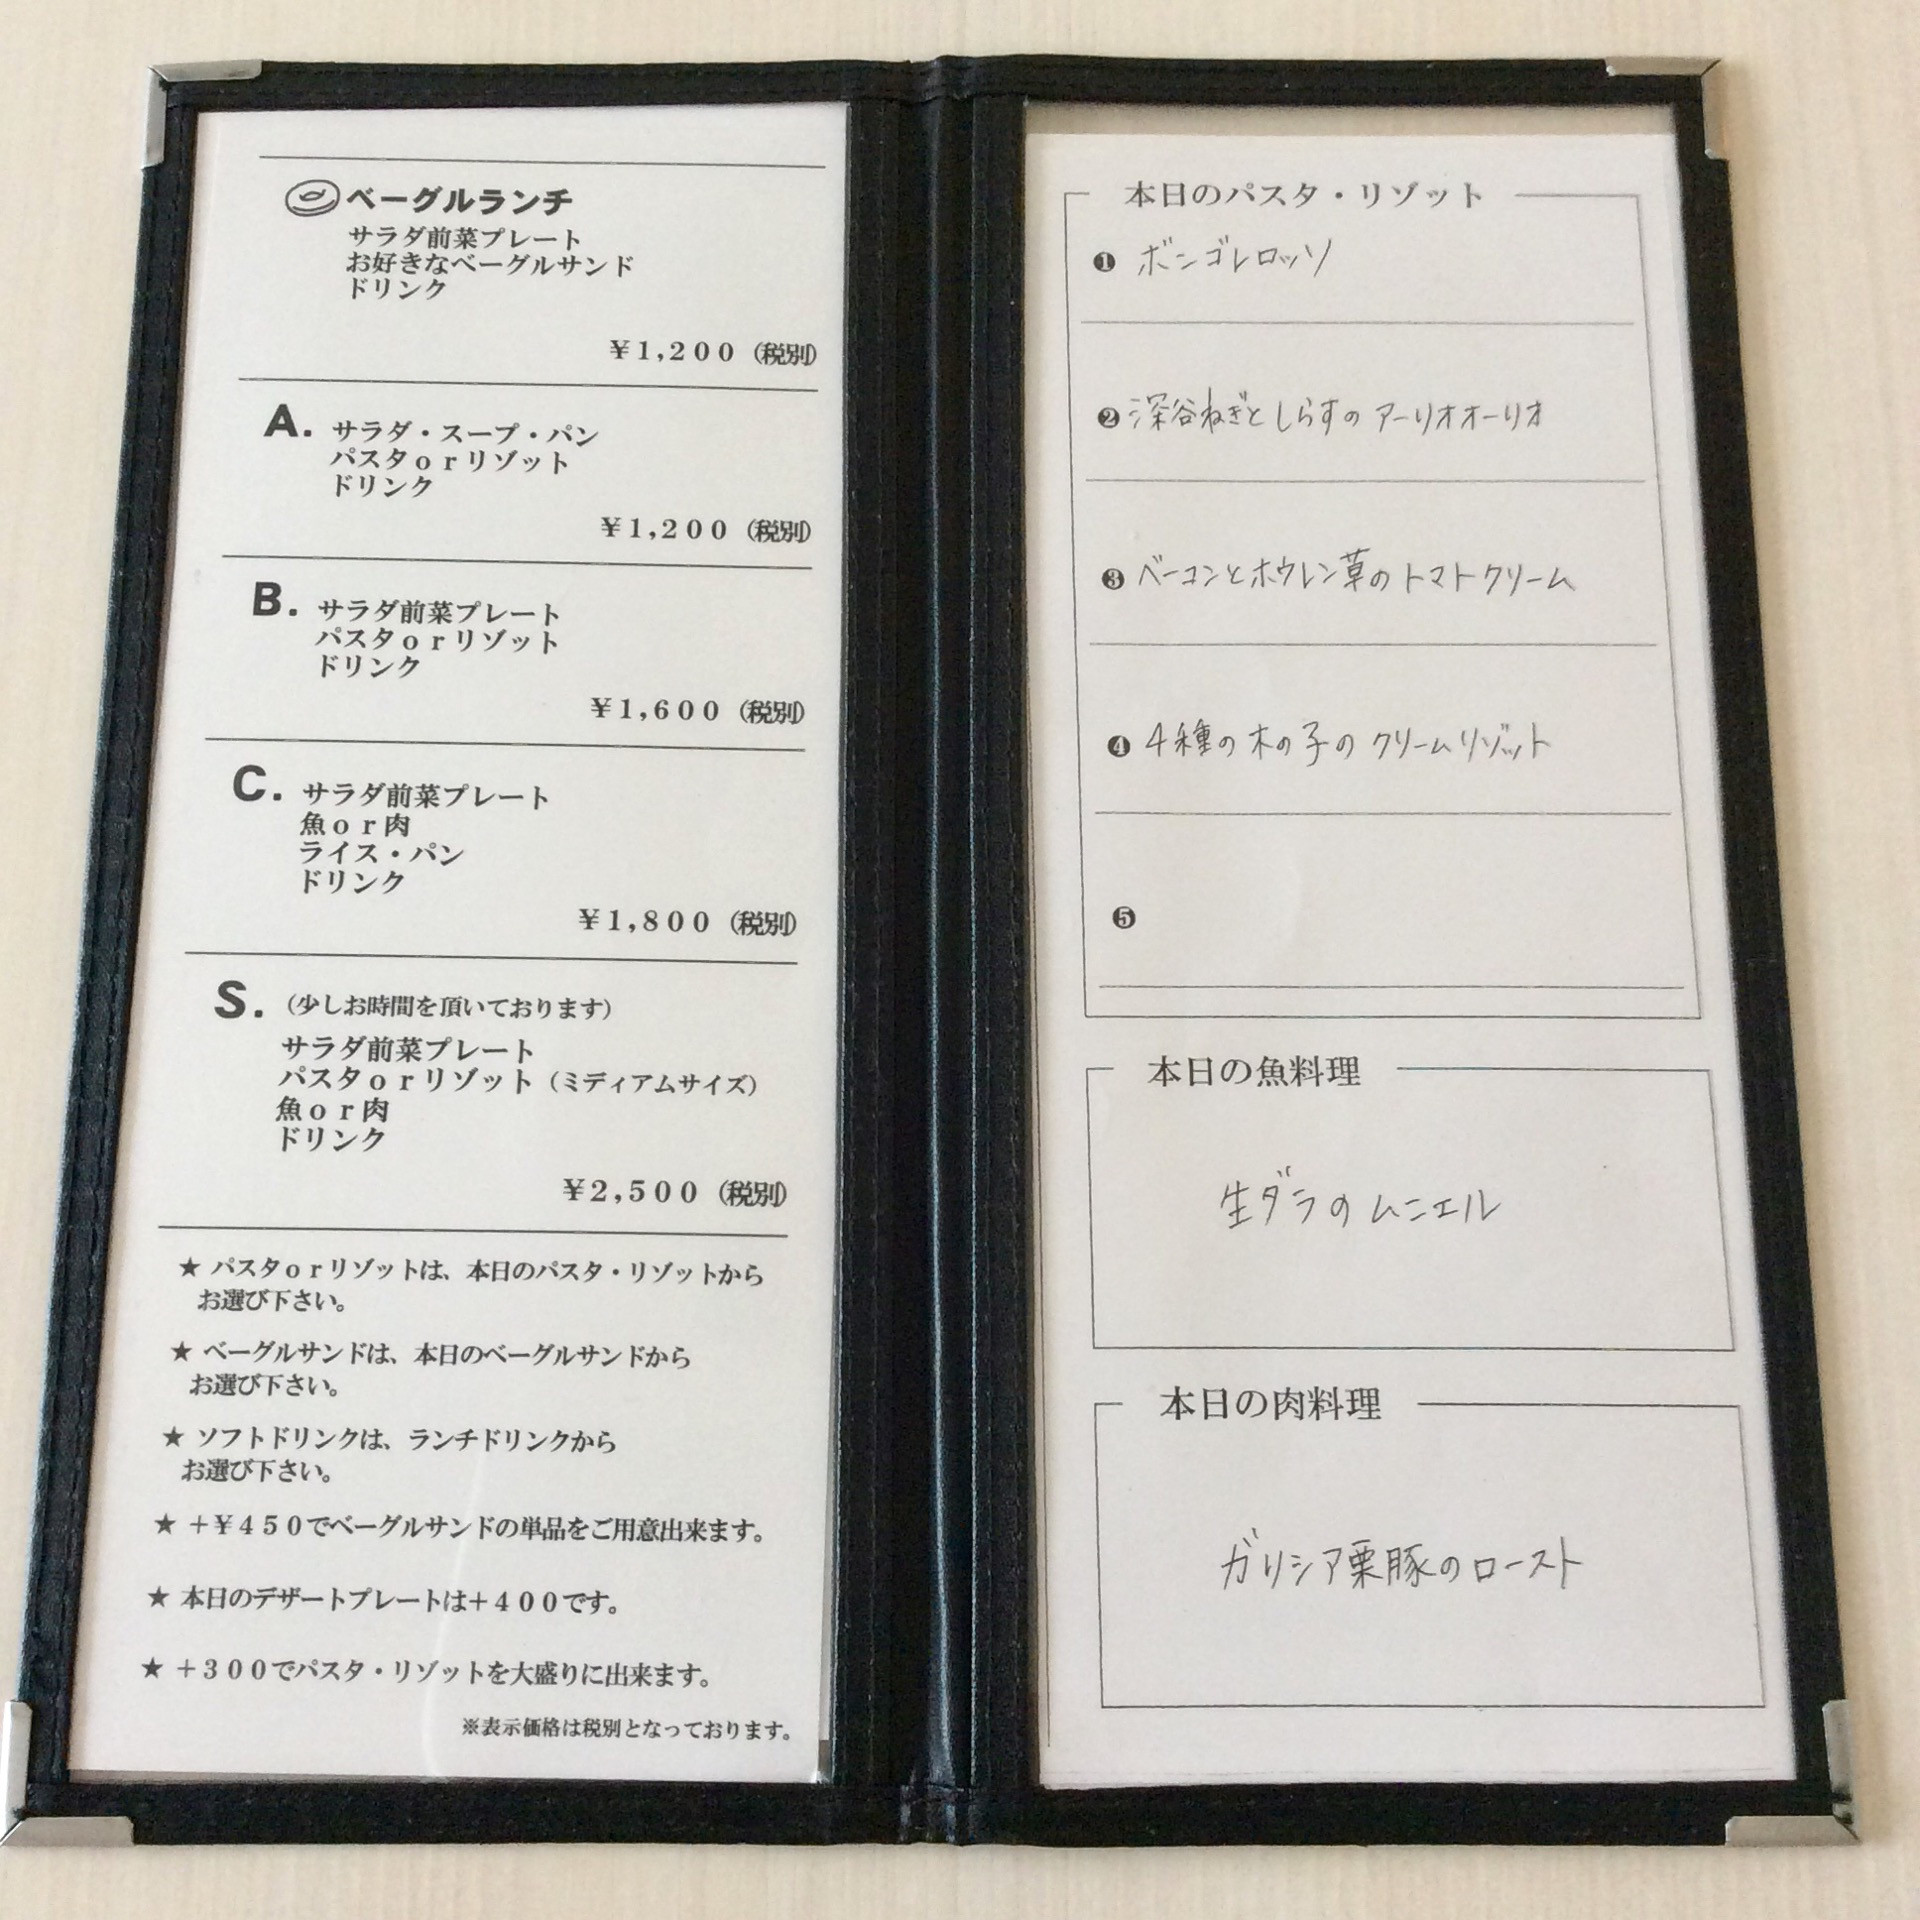 ベーグルランチ
サラダ前菜プレート
お好きなベーグルサンド
ドリンク
¥1,200（税別）
A. サラダ・スープ・パン
パスタorリゾット
ドリンク
¥1,200（税別）
B. サラダ前菜プレート
パスタorリゾット
ドリンク
¥1,600（税別）
C. サラダ前菜プレート
魚or肉
ライス・パン
ドリンク
¥1,800（税別）
S.（少しお時間を頂いております）
サラダ前菜プレート
パスタorリゾット（ミディアムサイズ）
魚or肉
ドリンク
¥2,500（税別）
★ パスタorリゾットは、本日のパスタ・リゾットから
お選び下さい。
★ ベーグルサンドは、本日のベーグルサンドから
お選び下さい。
★ ソフトドリンクは、ランチドリンクから
お選び下さい。
★ +¥450でベーグルサンドの単品をご用意出来ます。
★ 本日のデザートプレートは+400です。
★ +300でパスタ・リゾットを大盛りに出来ます。
※表示価格は税別となっております。
本日のパスタ・リゾット
❶ ボンゴレロッソ
❷ 深谷ねぎとしらすのアーリオオーリオ
❸ ベーコンとホウレン草のトマトクリーム
❹ 4種の木の子のクリームリゾット
❺
本日の魚料理
生ダラのムニエル
本日の肉料理
ガリシア栗豚のロースト